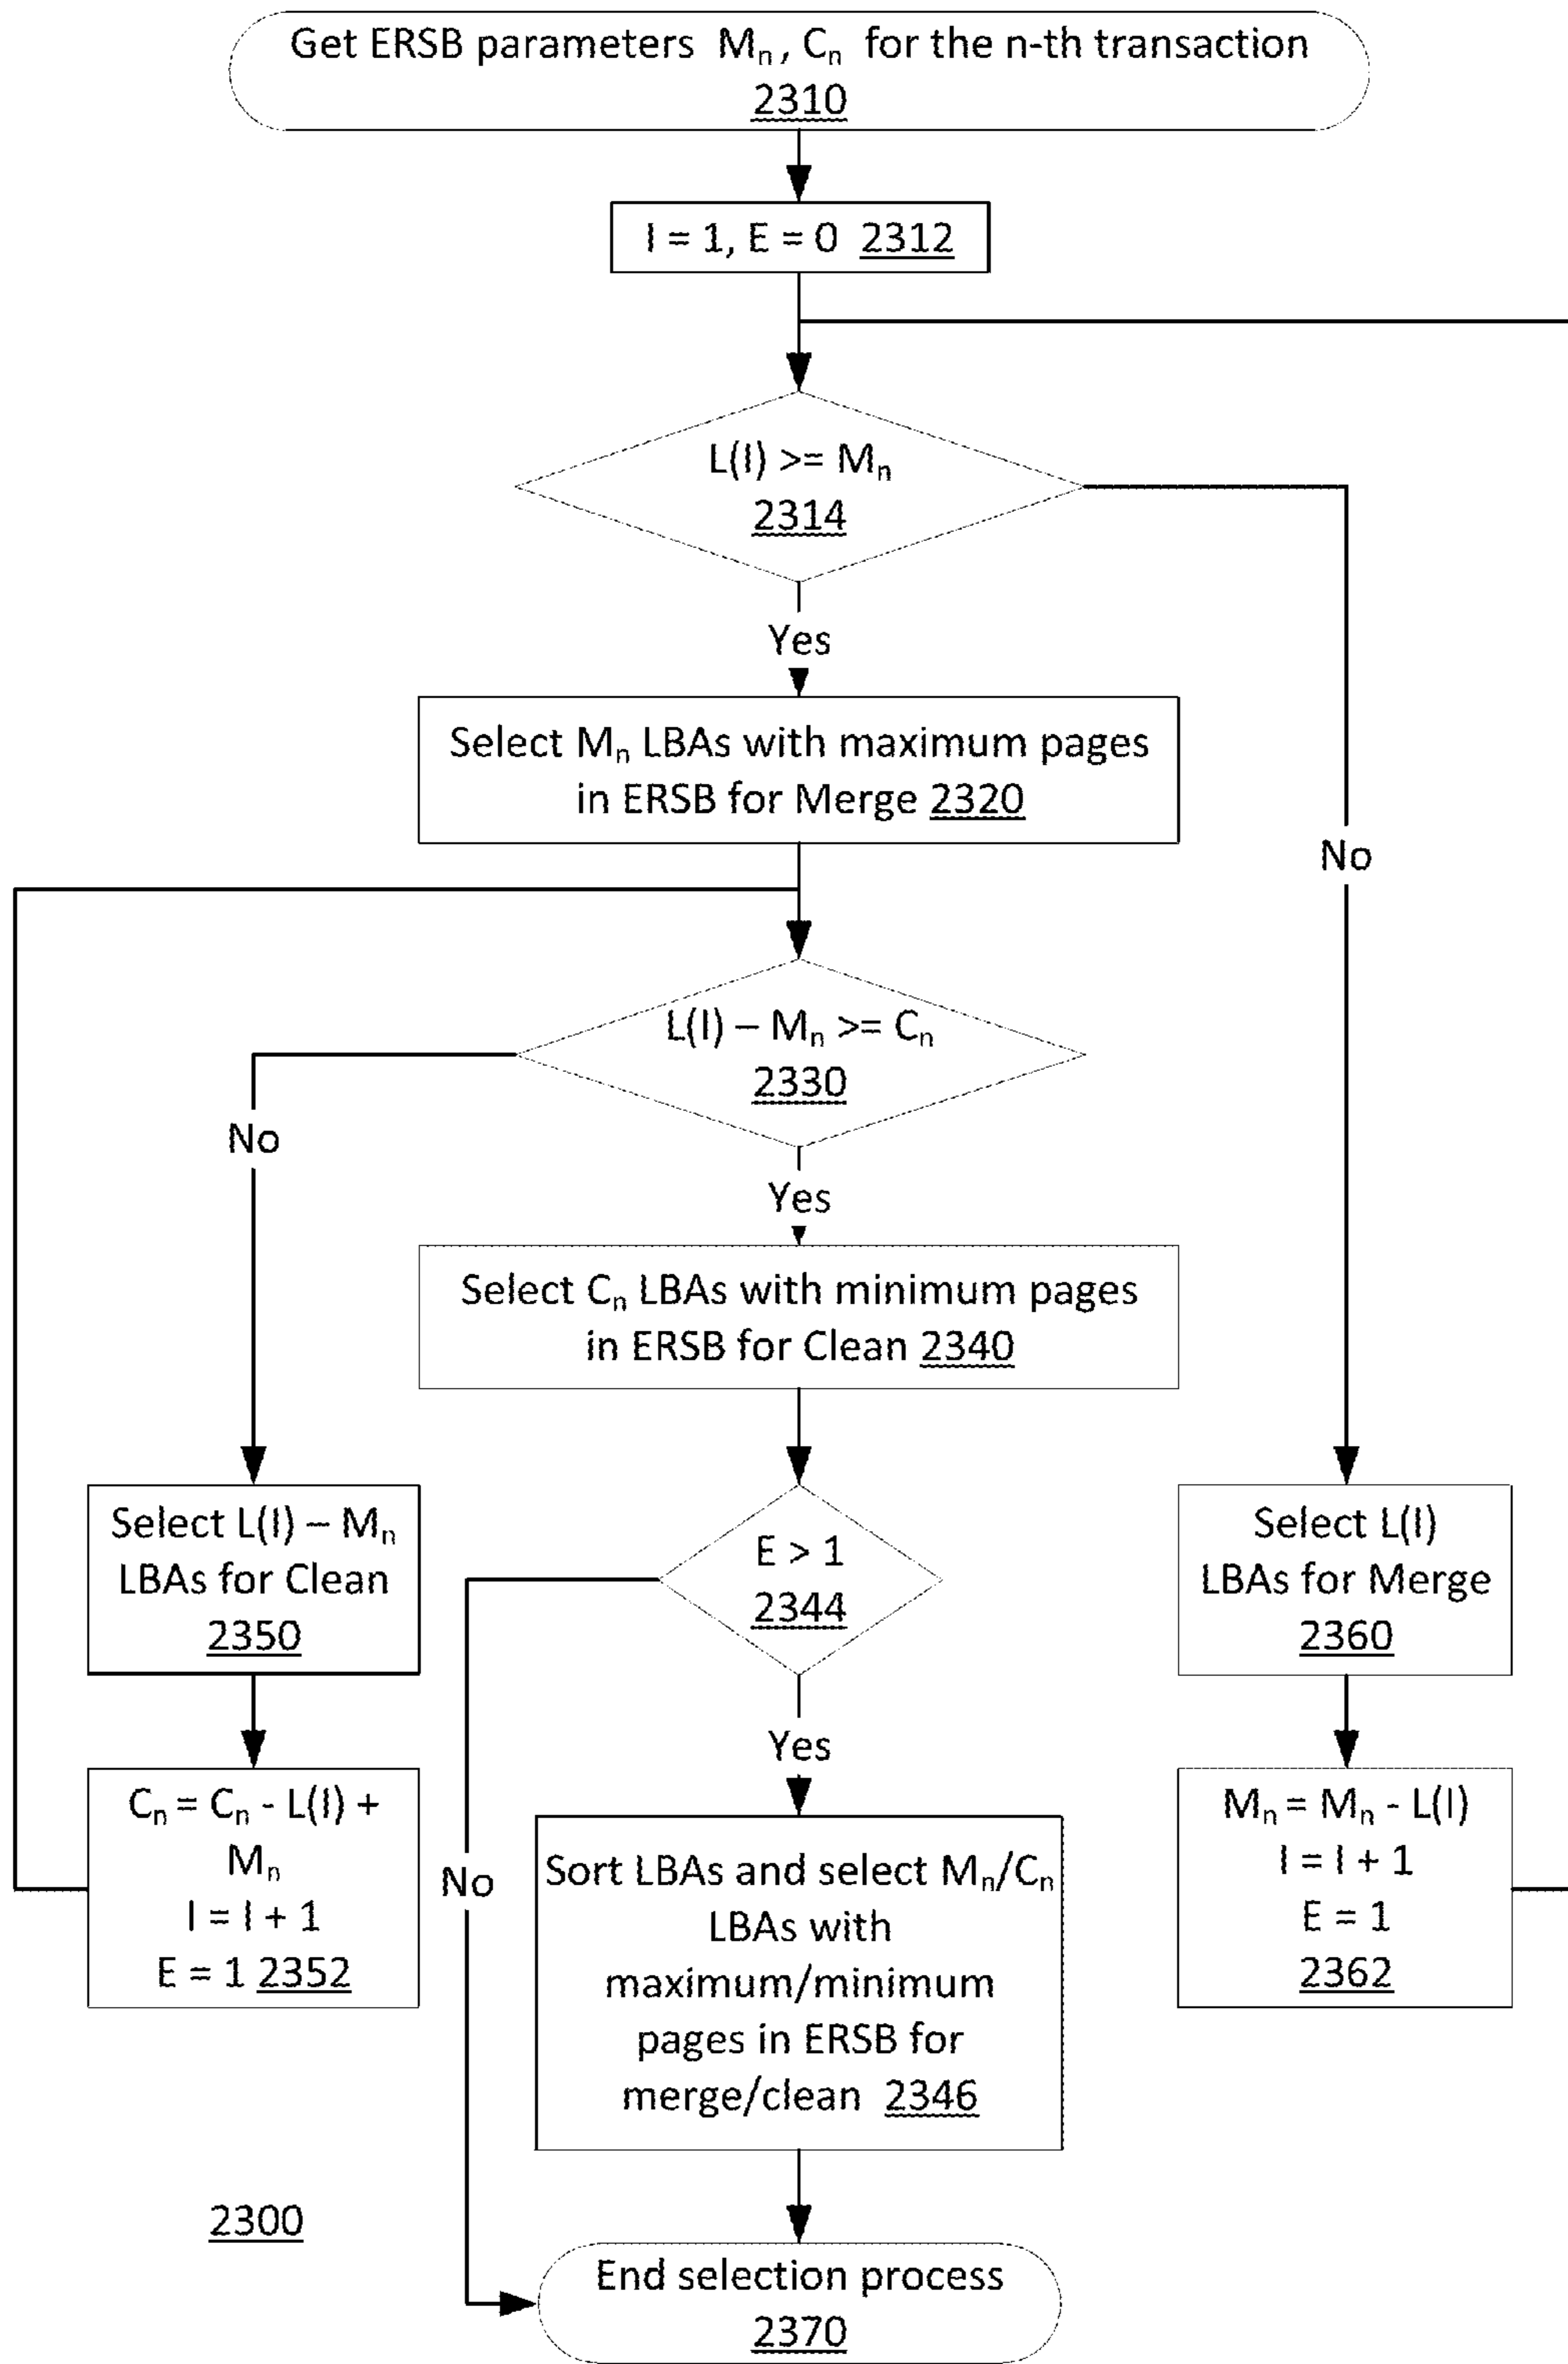 Get ERSB parameters Mn, Cn for the n-th transaction
2310
I = 1, E = 0 2312
L(I) >= Mn
2314
Yes
Select Mn LBAs with maximum pages
in ERSB for Merge 2320
No
L(I) – Mn >= Cn
2330
No
Yes
Select Cn LBAs with minimum pages
in ERSB for Clean 2340
Select L(I) – Mn
LBAs for Clean
2350
E > 1
2344
Select L(I)
LBAs for Merge
2360
Yes
Cn = Cn - L(I) +
Mn
I = I + 1
E = 1 2352
No
Sort LBAs and select Mn/Cn
LBAs with
maximum/minimum
pages in ERSB for
merge/clean 2346
Mn = Mn - L(I)
I = I + 1
E = 1
2362
2300
End selection process
2370